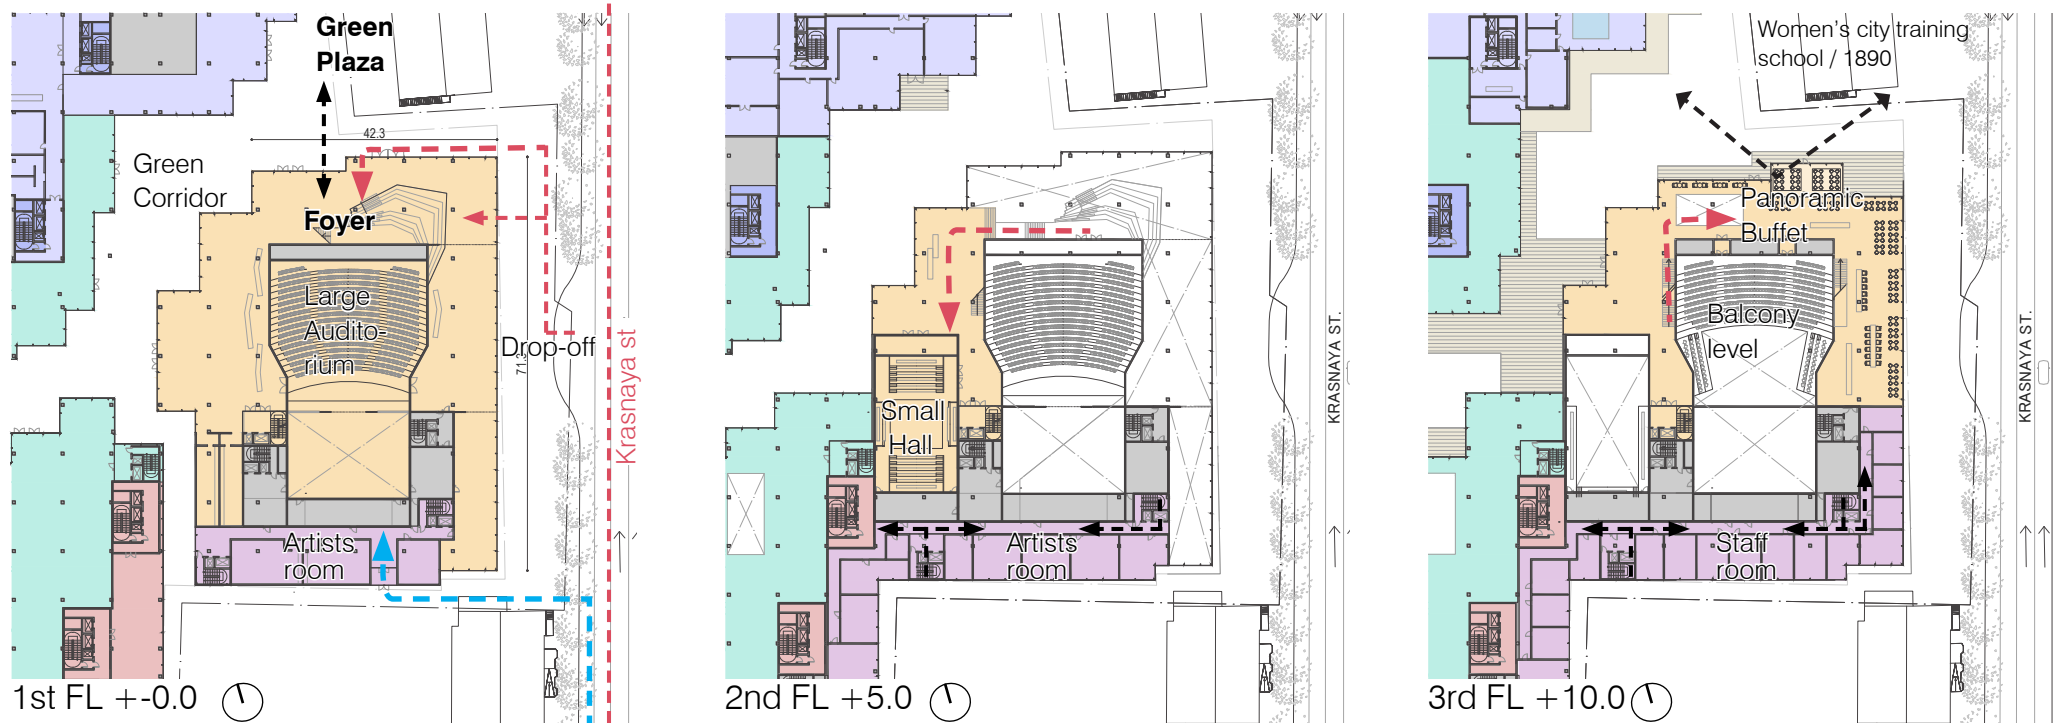 Green
Plaza
42.3
Green
Corridor
Foyer
Large
Audito-
rium
Drop-off
71.3
Krasnaya st
Artists
room
1st FL +-0.0
Small
Hall
Artists
room
KRASNAYA ST.
2nd FL +5.0
Women's city training
school / 1890
Panoramic
Buffet
Balcony
level
Staff
room
KRASNAYA ST.
3rd FL +10.0